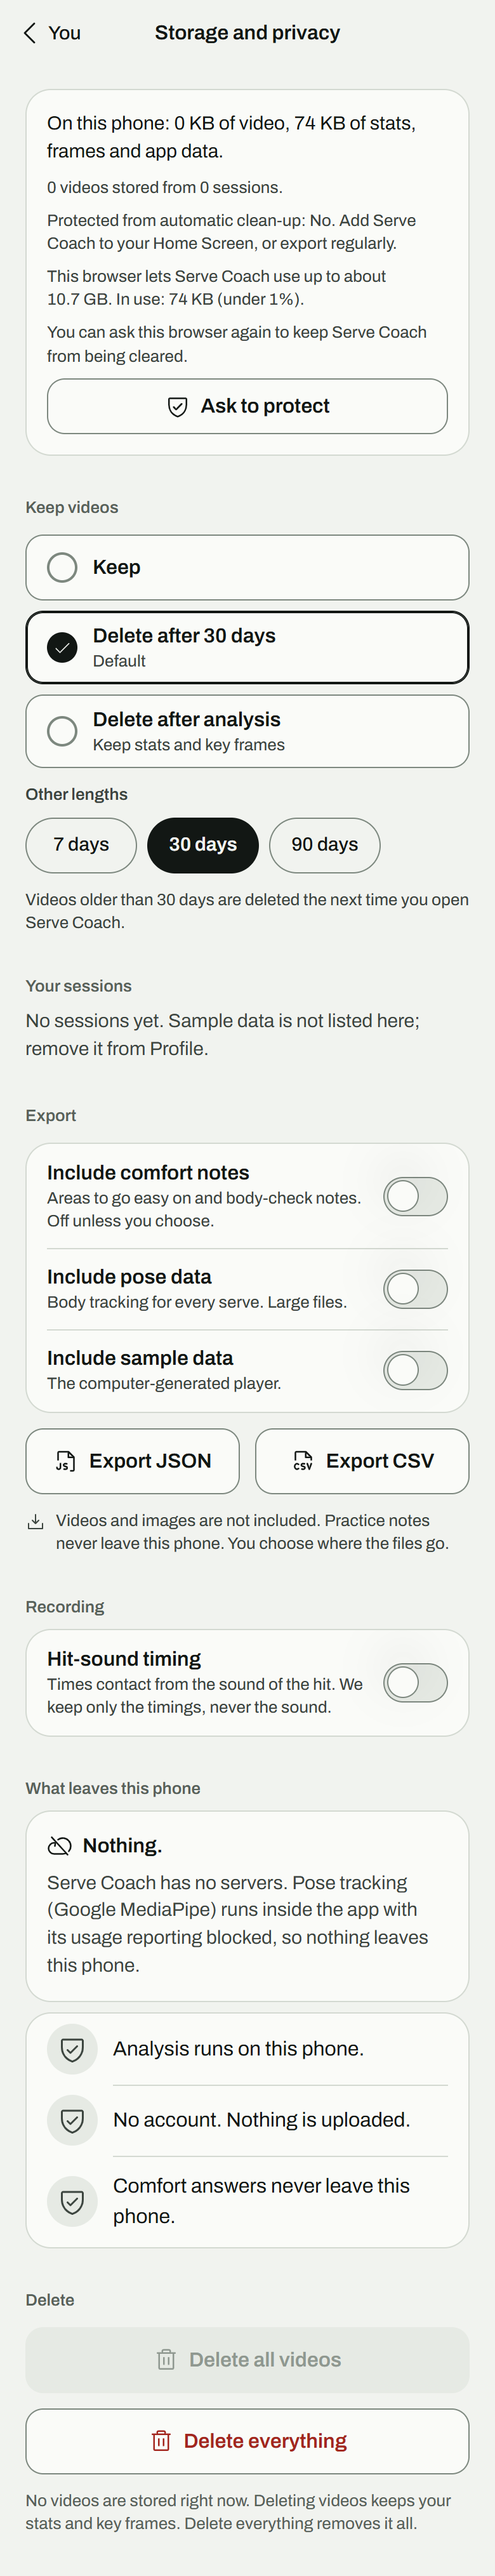 You
Storage and privacy
On this phone: 0 KB of video, 74 KB of stats,
frames and app data.
0 videos stored from 0 sessions.
Protected from automatic clean-up: No. Add Serve
Coach to your Home Screen, or export regularly.
This browser lets Serve Coach use up to about
10.7 GB. In use: 74 KB (under 1%).
You can ask this browser again to keep Serve Coach
from being cleared.
Ask to protect
Keep videos
Keep
Delete after 30 days
Default
Delete after analysis
Keep stats and key frames
Other lengths
7 days
30 days
90 days
Videos older than 30 days are deleted the next time you open
Serve Coach.
Your sessions
No sessions yet. Sample data is not listed here;
remove it from Profile.
Export
Include comfort notes
Areas to go easy on and body-check notes.
Off unless you choose.
Include pose data
Body tracking for every serve. Large files.
Include sample data
The computer-generated player.
JS
Export JSON
CSV
Export CSV
Videos and images are not included. Practice notes
never leave this phone. You choose where the files go.
Recording
Hit-sound timing
Times contact from the sound of the hit. We
keep only the timings, never the sound.
What leaves this phone
Nothing.
Serve Coach has no servers. Pose tracking
(Google MediaPipe) runs inside the app with
its usage reporting blocked, so nothing leaves
this phone.
Analysis runs on this phone.
No account. Nothing is uploaded.
Comfort answers never leave this
phone.
Delete
Delete all videos
Delete everything
No videos are stored right now. Deleting videos keeps your
stats and key frames. Delete everything removes it all.